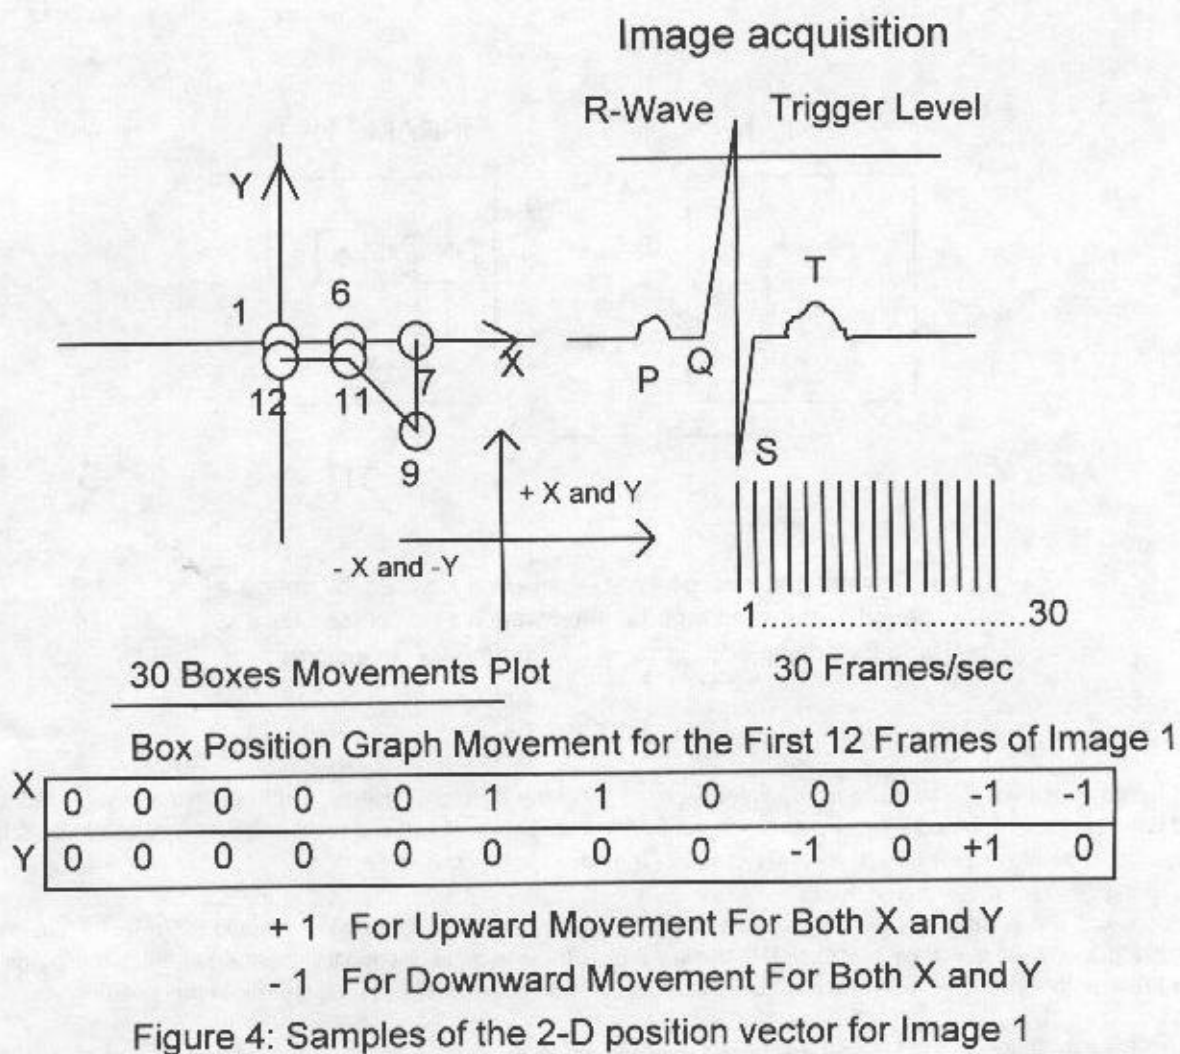 Image acquisition
R-Wave Trigger Level
Y
T
1 6
X
P Q
12 11 7
S
9
+ X and Y
- X and -Y
1...........................30
30 Boxes Movements Plot 30 Frames/sec
Box Position Graph Movement for the First 12 Frames of Image 1
X 0 0 0 0 0 1 1 0 0 0 -1 -1
Y 0 0 0 0 0 0 0 0 -1 0 +1 0
+ 1 For Upward Movement For Both X and Y
- 1 For Downward Movement For Both X and Y
Figure 4: Samples of the 2-D position vector for Image 1